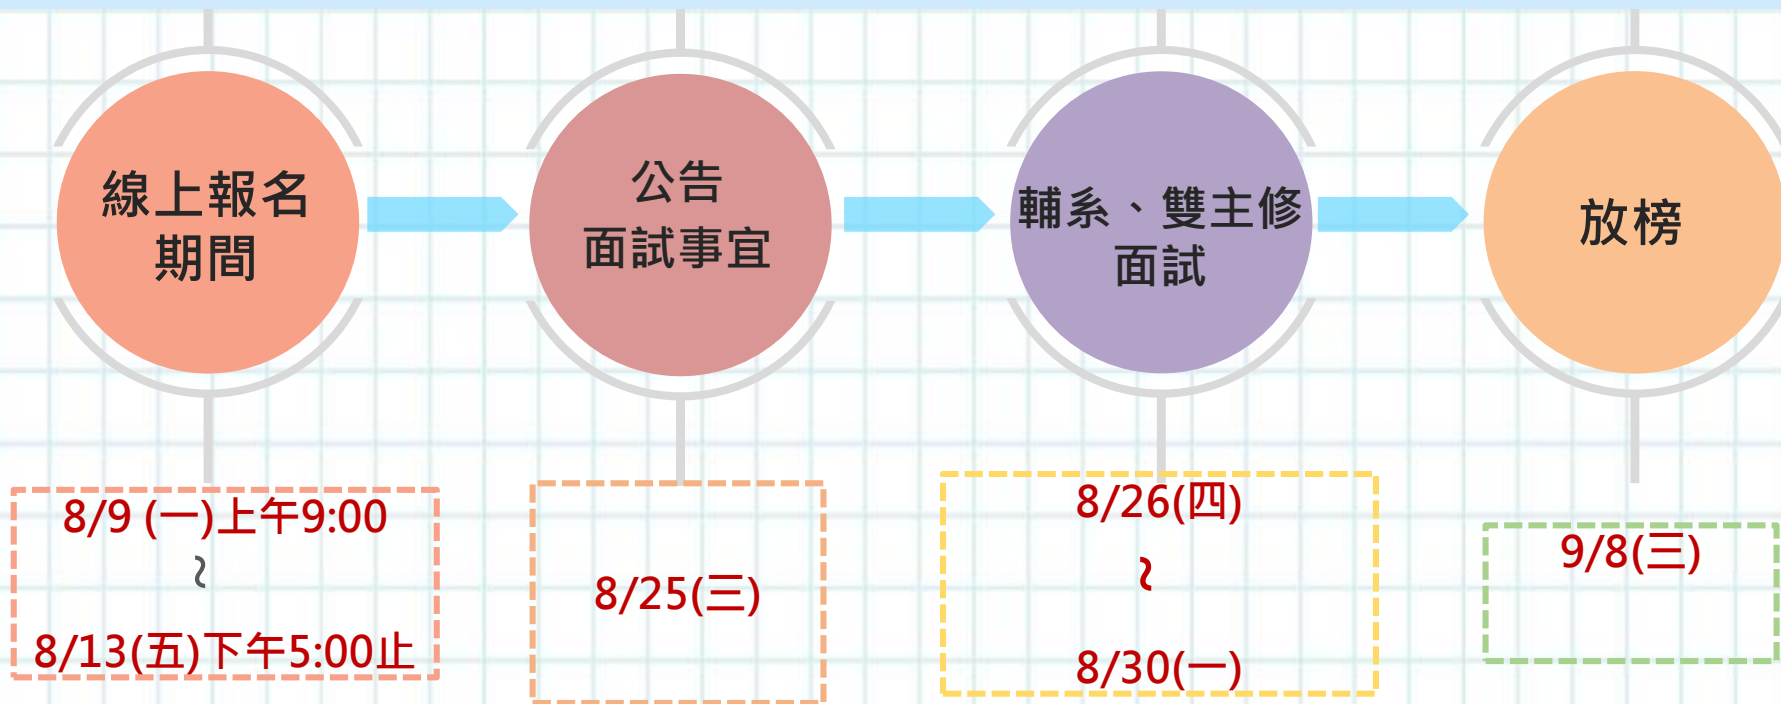 線上報名
期間
公告
面試事宜
輔系、雙主修
面試
放榜
8/9 (一)上午9:00
~
8/13(五)下午5:00止
8/25(三)
8/26(四)
~
8/30(一)
9/8(三)